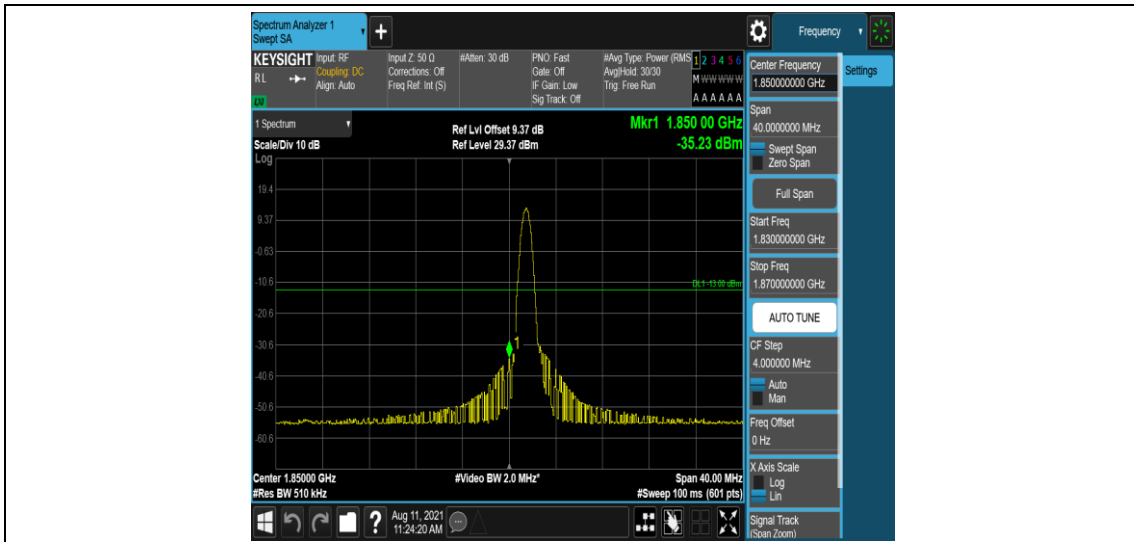 Spectrum Analyzer 1
Swept SA
+
Frequency
KEYSIGHT
RL
LM
Input: RF
Coupling: DC
Align: Auto
Input Z: 50 Ω
Corrections: Off
Freq Ref: Int (S)
#Atten: 30 dB
PNO: Fast
Gate: Off
IF Gain: Low
Sig Track: Off
#Avg Type: Power (RMS
Avg|Hold: 30/30
Trig: Free Run
1 2 3 4 5 6
M W W W W W
A A A A A A
1 Spectrum
Scale/Div 10 dB
Ref Lvl Offset 9.37 dB
Ref Level 29.37 dBm
Mkr1 1.850 00 GHz
-35.23 dBm
Log
19.4
9.37
-0.63
-10.6
-20.6
-30.6
-40.6
-50.6
-60.6
DL1 -13.00 dBm
1
Center 1.85000 GHz
#Res BW 510 kHz
#Video BW 2.0 MHz*
Span 40.00 MHz
#Sweep 100 ms (601 pts)
?
Aug 11, 2021
11:24:20 AM
Center Frequency
1.850000000 GHz
Settings
Span
40.0000000 MHz
Swept Span
Zero Span
Full Span
Start Freq
1.830000000 GHz
Stop Freq
1.870000000 GHz
AUTO TUNE
CF Step
4.000000 MHz
Auto
Man
Freq Offset
0 Hz
X Axis Scale
Log
Lin
Signal Track
(Span Zoom)